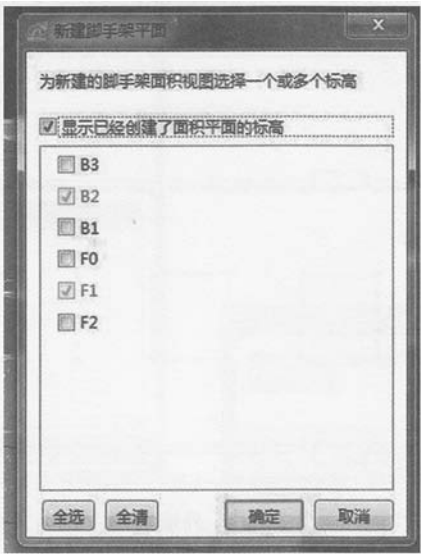 新建脚手架平面
为新建的脚手架面积视图选择一个或多个标高
显示已经创建了面积平面的标高
B3
B2
B1
F0
F1
F2
全选 全清 确定 取消